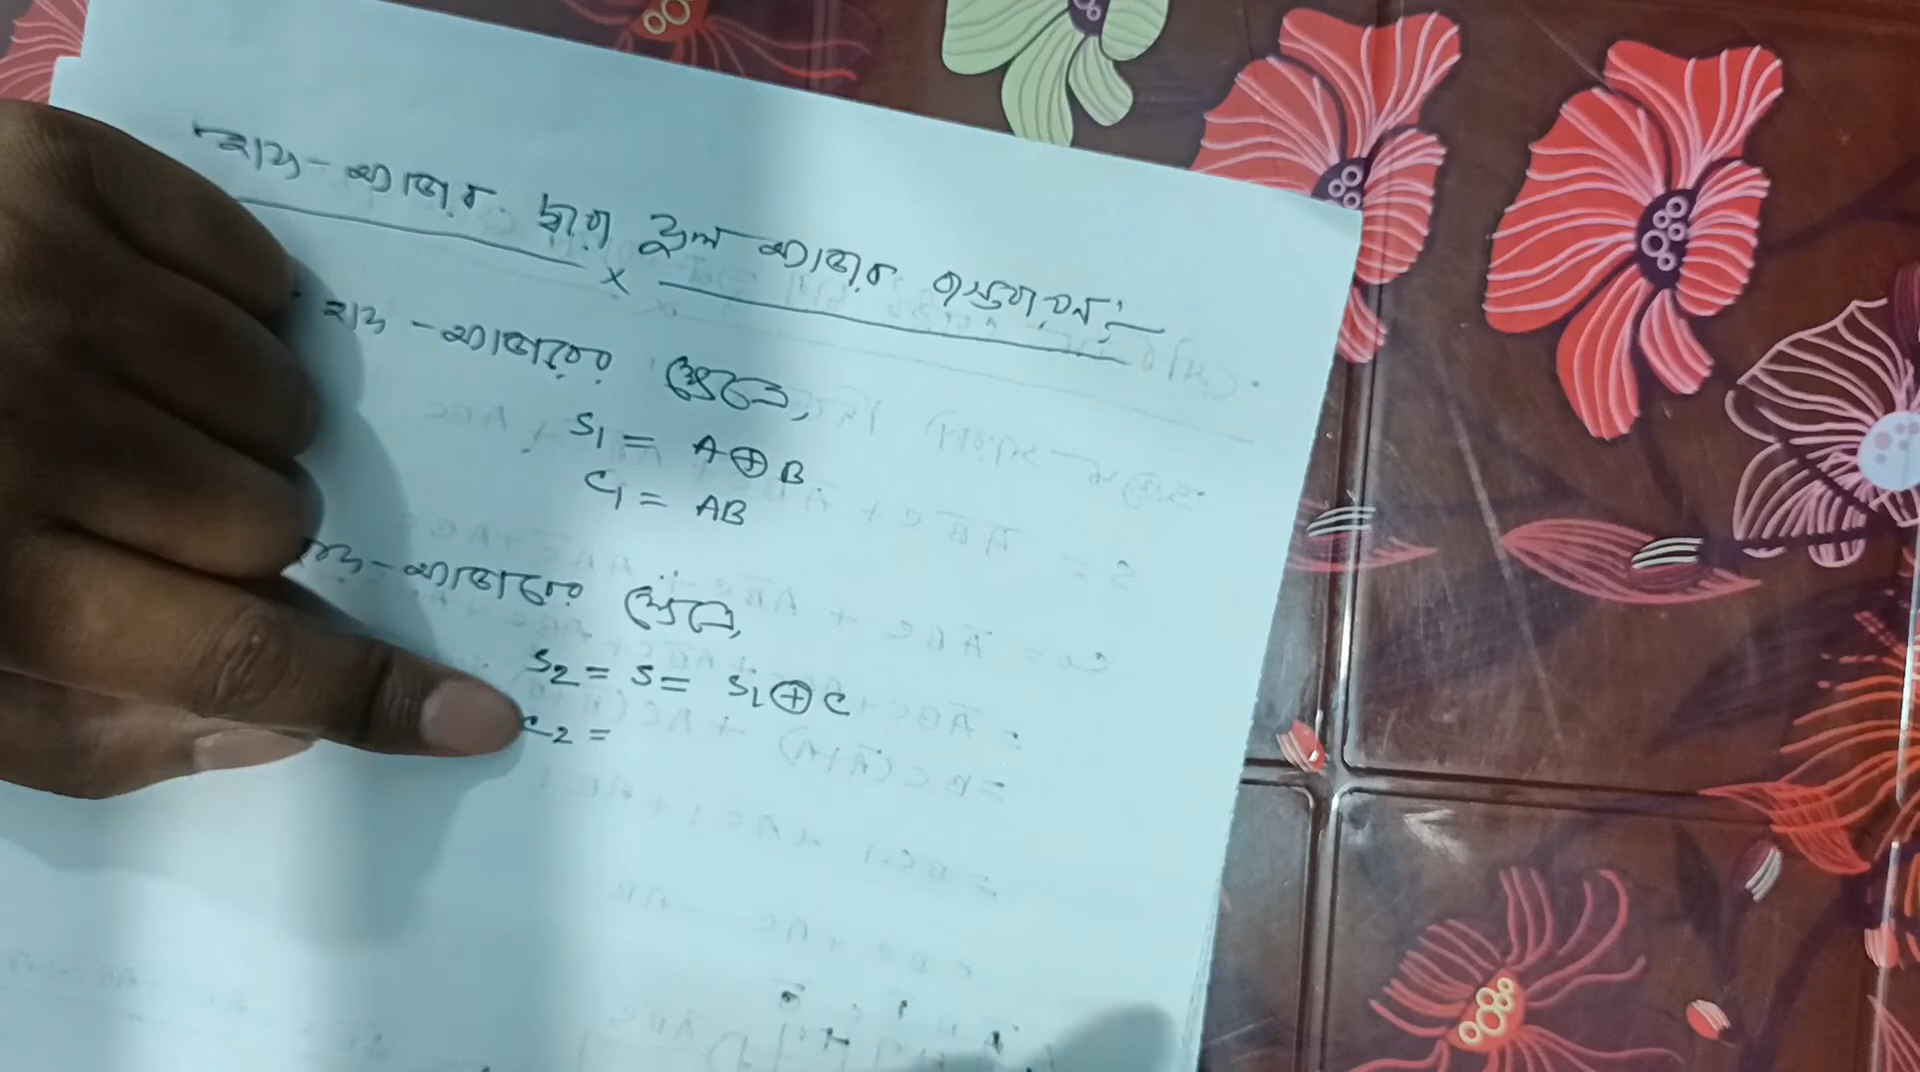 হাফ-অ্যাডার দ্বারা ফুল অ্যাডার বাস্তবায়ন:
হাফ-অ্যাডারের ক্ষেত্রে,
S₁ = A⊕B
C₁ = AB
হাফ-অ্যাডারের ক্ষেত্রে,
S₂ = S = S₁⊕C
C₂ =